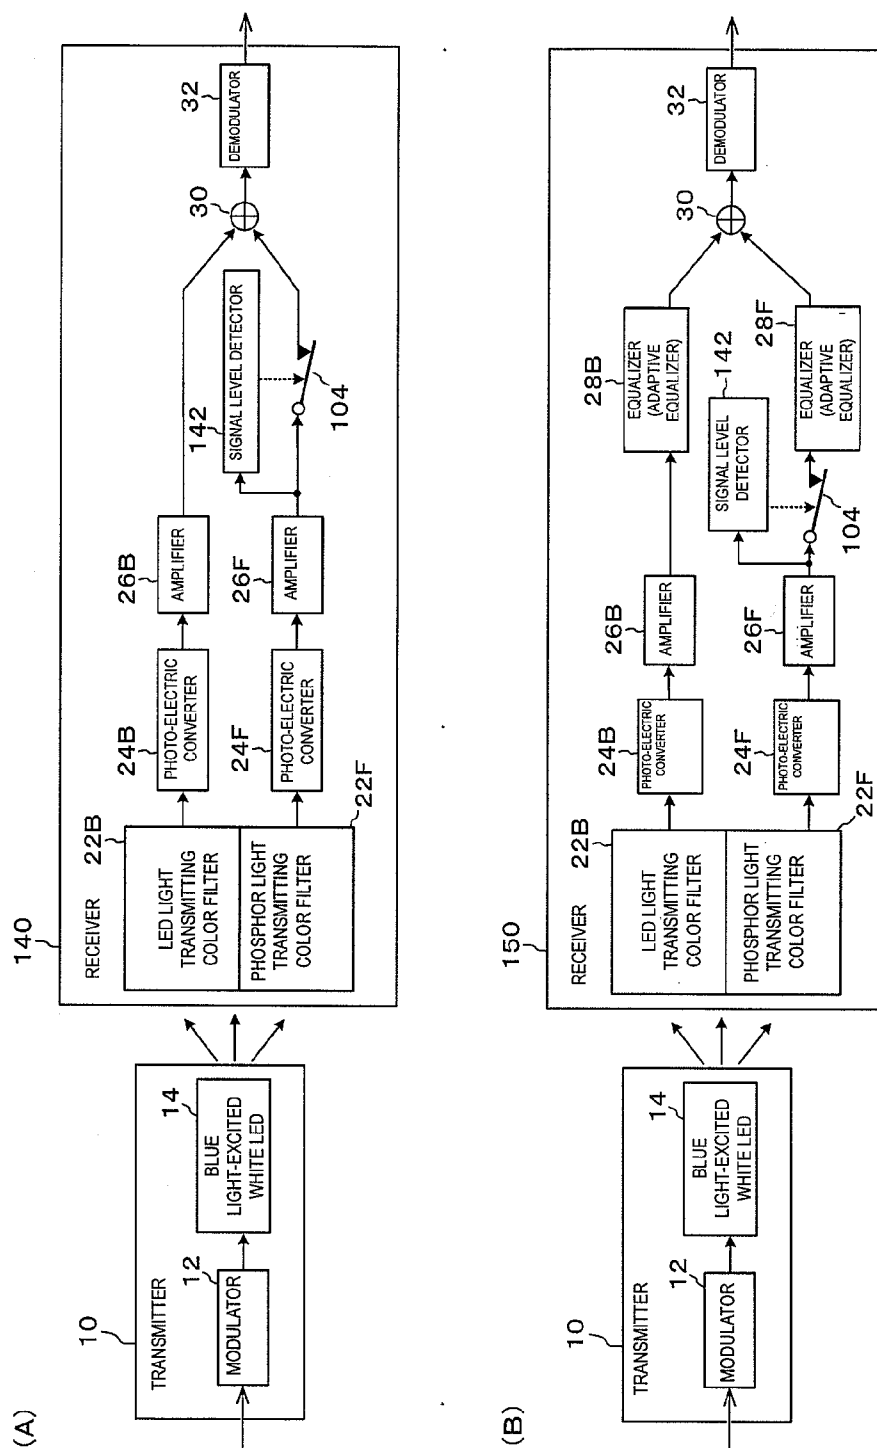 (A)
10
TRANSMITTER
12
MODULATOR
14
BLUE
LIGHT-EXCITED
WHITE LED
140
RECEIVER
22B
LED LIGHT
TRANSMITTING
COLOR FILTER
PHOSPHOR LIGHT
TRANSMITTING
COLOR FILTER
22F
24B
PHOTO-ELECTRIC
CONVERTER
24F
PHOTO-ELECTRIC
CONVERTER
26B
AMPLIFIER
26F
AMPLIFIER
142
SIGNAL LEVEL DETECTOR
104
30
32
DEMODULATOR
(B)
10
TRANSMITTER
12
MODULATOR
14
BLUE
LIGHT-EXCITED
WHITE LED
150
RECEIVER
22B
LED LIGHT
TRANSMITTING
COLOR FILTER
PHOSPHOR LIGHT
TRANSMITTING
COLOR FILTER
22F
24B
PHOTO-ELECTRIC
CONVERTER
24F
PHOTO-ELECTRIC
CONVERTER
26B
AMPLIFIER
26F
AMPLIFIER
142
SIGNAL LEVEL
DETECTOR
104
28B
EQUALIZER
(ADAPTIVE
EQUALIZER)
28F
EQUALIZER
(ADAPTIVE
EQUALIZER)
30
32
DEMODULATOR